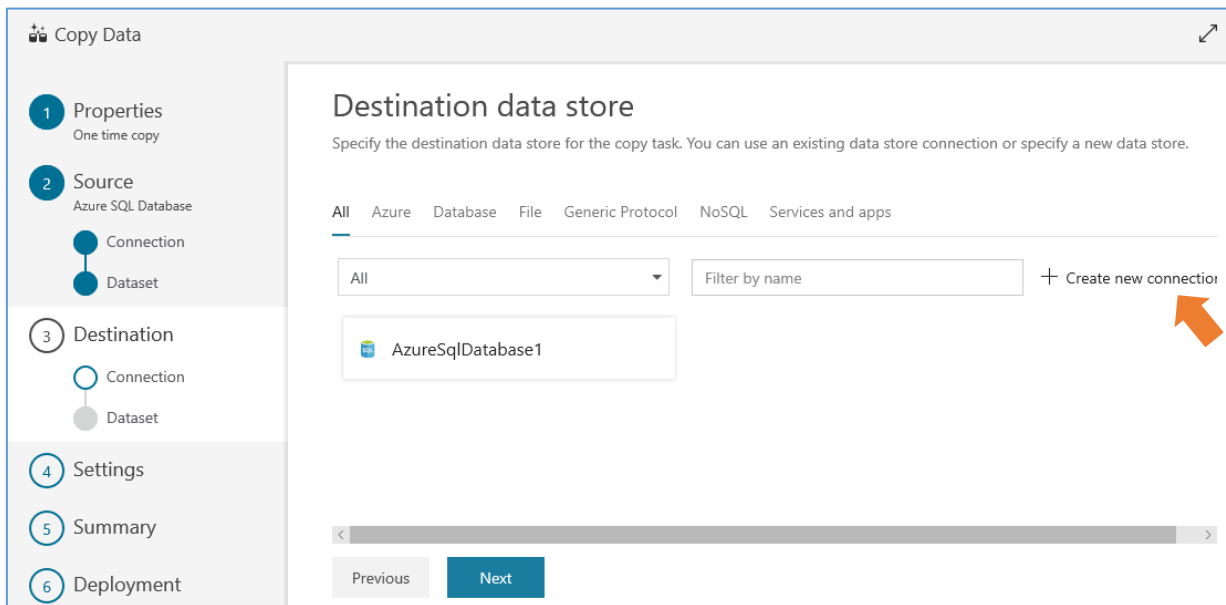 Copy Data
1 Properties
One time copy
2 Source
Azure SQL Database
Connection
Dataset
3 Destination
Connection
Dataset
4 Settings
5 Summary
6 Deployment
Destination data store
Specify the destination data store for the copy task. You can use an existing data store connection or specify a new data store.
All Azure Database File Generic Protocol NoSQL Services and apps
All Filter by name + Create new connection
SQL AzureSqlDatabase1
Previous Next